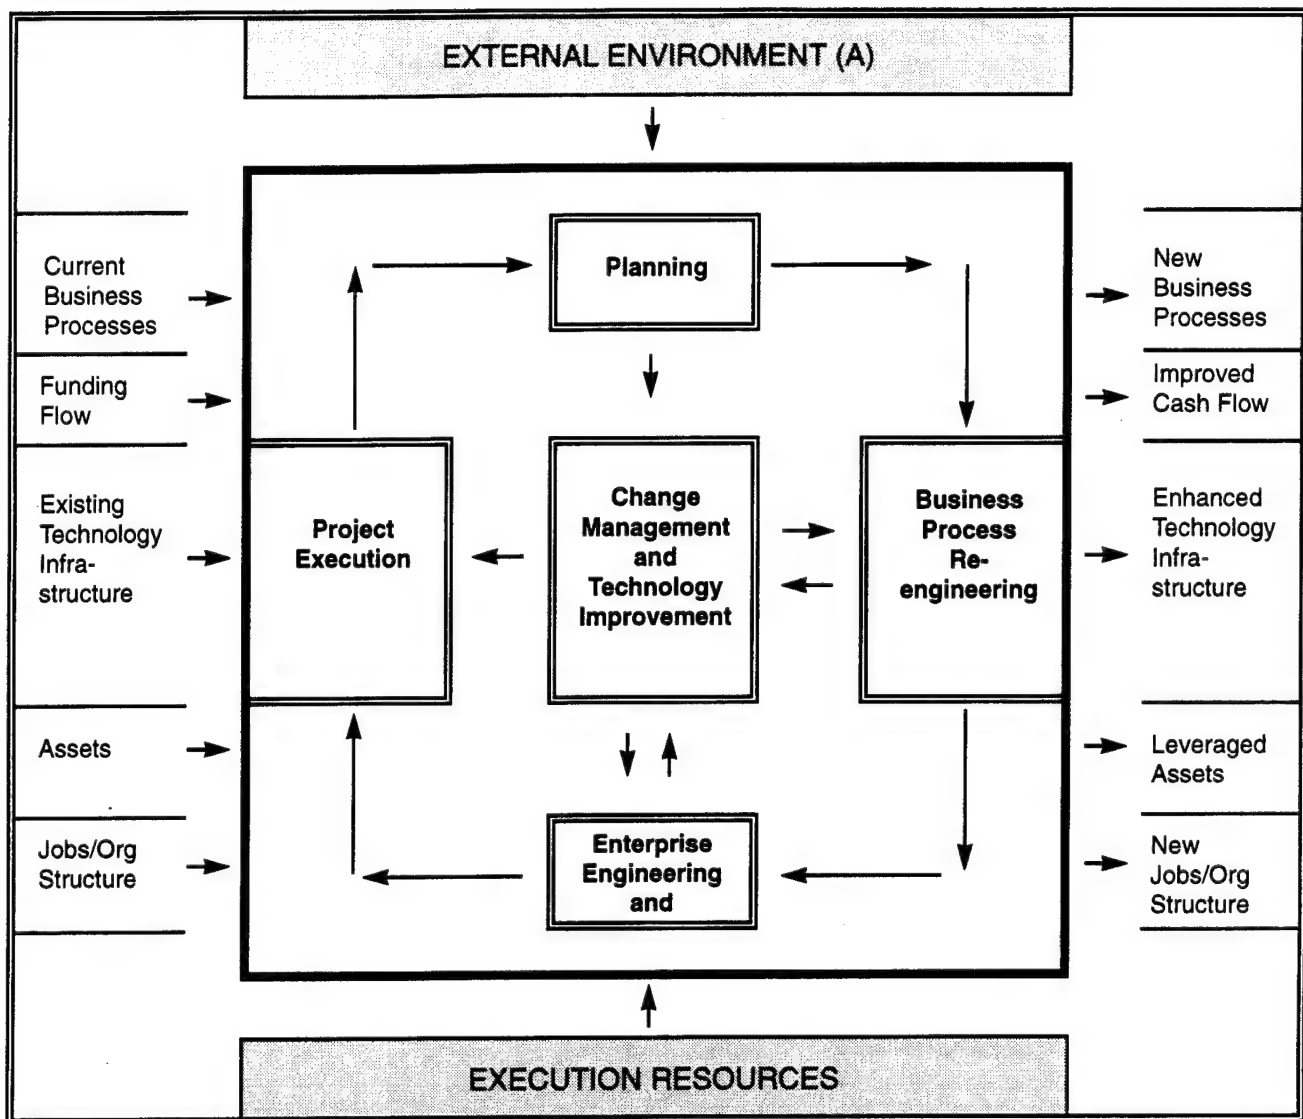 EXTERNAL ENVIRONMENT (A)
Current
Business
Processes
Funding
Flow
Existing
Technology
Infra-
structure
Assets
Jobs/Org
Structure
Planning
Project
Execution
Change
Management
and
Technology
Improvement
Business
Process
Re-
engineering
Enterprise
Engineering
and
New
Business
Processes
Improved
Cash Flow
Enhanced
Technology
Infra-
structure
Leveraged
Assets
New
Jobs/Org
Structure
EXECUTION RESOURCES